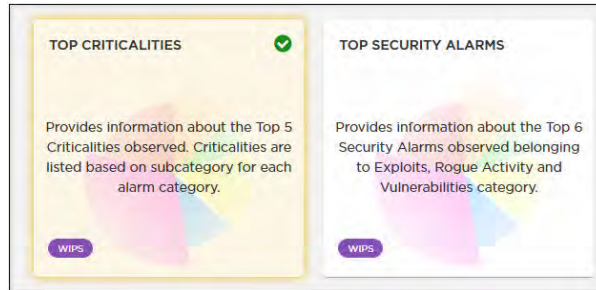 TOP CRITICALITIES
Provides information about the Top 5
Criticalities observed. Criticalities are
listed based on subcategory for each
alarm category.
WIPS
TOP SECURITY ALARMS
Provides information about the Top 6
Security Alarms observed belonging
to Exploits, Rogue Activity and
Vulnerabilities category.
WIPS